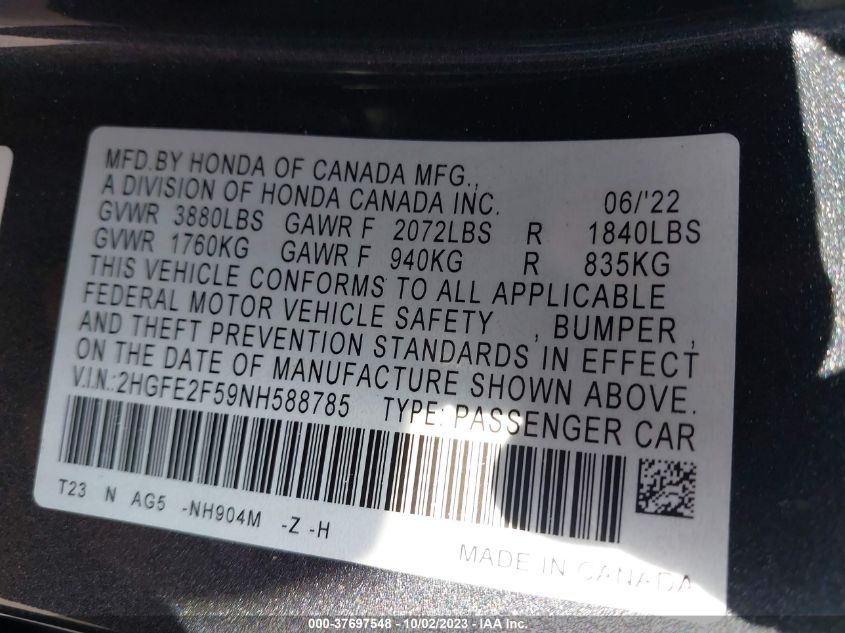 MFD.BY HONDA OF CANADA MFG.,
A DIVISION OF HONDA CANADA INC. 06/'22
GVWR 3880LBS GAWR F 2072LBS R 1840LBS
GVWR 1760KG GAWR F 940KG R 835KG
THIS VEHICLE CONFORMS TO ALL APPLICABLE
FEDERAL MOTOR VEHICLE SAFETY , BUMPER ,
AND THEFT PREVENTION STANDARDS IN EFFECT
ON THE DATE OF MANUFACTURE SHOWN ABOVE.
V.I.N.:2HGFE2F59NH588785 TYPE: PASSENGER CAR
T23 N AG5 -NH904M -Z -H
MADE IN CANADA
000-37697548 - 10/02/2023 - IAA Inc.